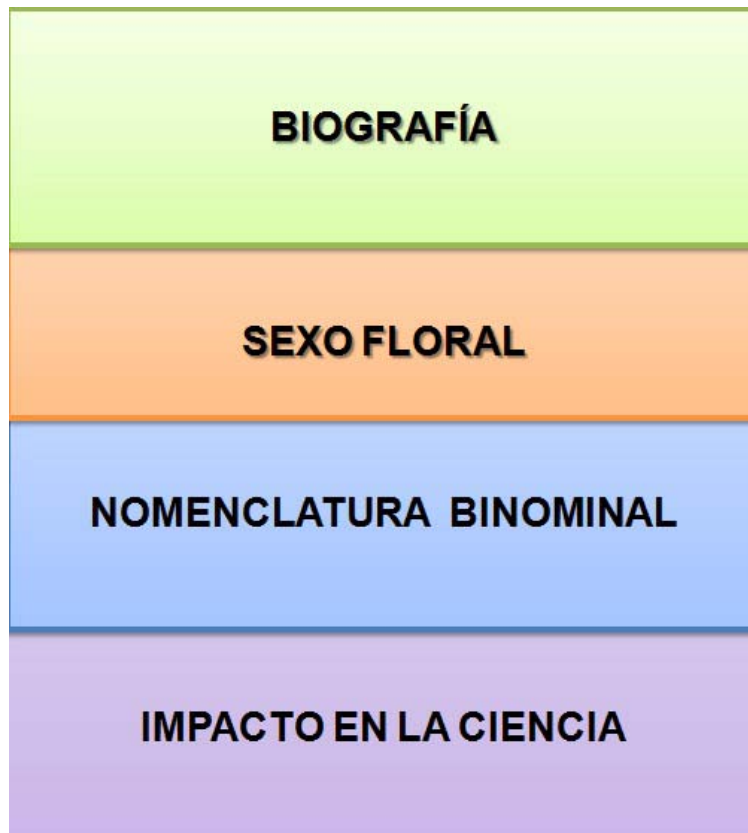 BIOGRAFÍA
SEXO FLORAL
NOMENCLATURA BINOMINAL
IMPACTO EN LA CIENCIA